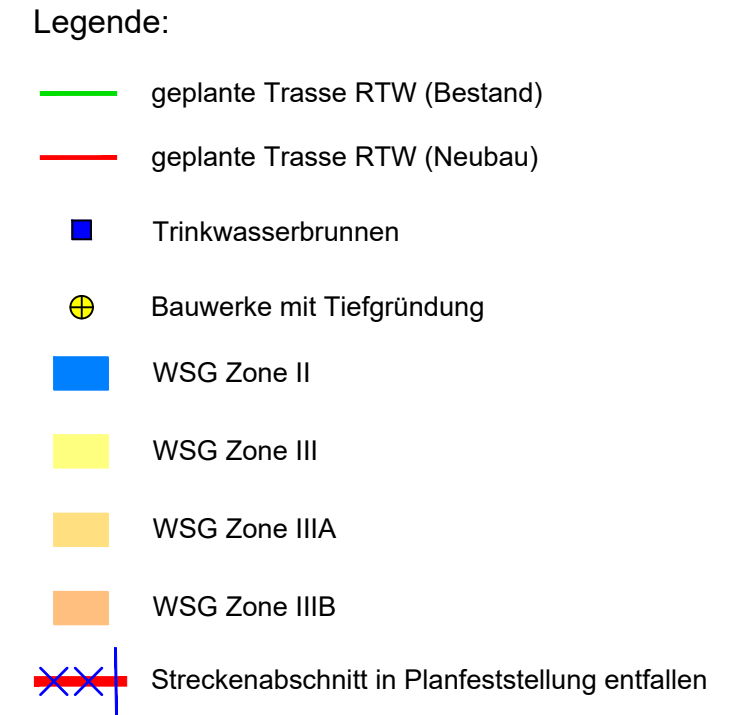 Legende:
geplante Trasse RTW (Bestand)
geplante Trasse RTW (Neubau)
Trinkwasserbrunnen
Bauwerke mit Tiefgründung
WSG Zone II
WSG Zone III
WSG Zone IIIA
WSG Zone IIIB
Streckenabschnitt in Planfeststellung entfallen